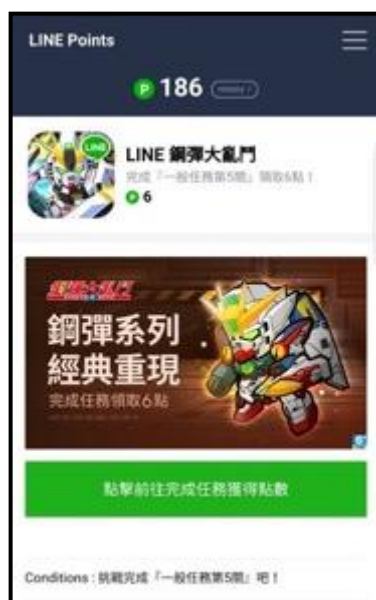 LINE Points
P 186
LINE
LINE 鋼彈大亂鬥
完成『一般任務第5關』領取6點！
P 6
鋼彈大亂鬥
鋼彈系列
經典重現
完成任務領取6點
點擊前往完成任務獲得點數
Conditions : 挑戰完成『一般任務第5關』吧！